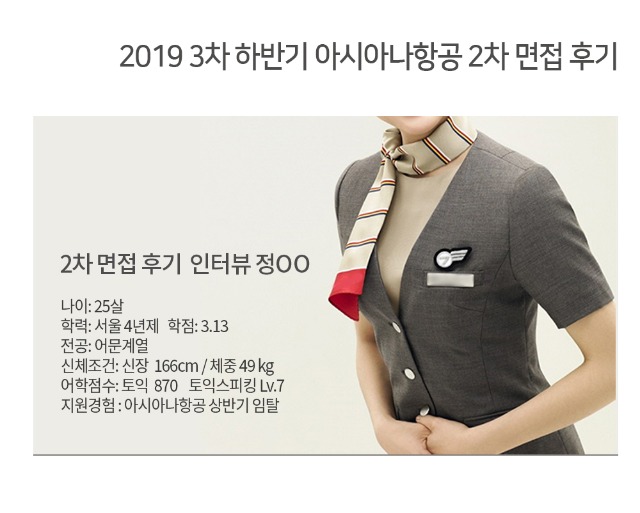 2019 3차 하반기 아시아나항공 2차 면접 후기
2차 면접 후기 인터뷰 정OO
나이: 25살
학력: 서울 4년제 학점: 3.13
전공: 어문계열
신체조건: 신장 166cm / 체중 49 kg
어학점수: 토익 870 토익스피킹 Lv.7
지원경험 : 아시아나항공 상반기 임탈